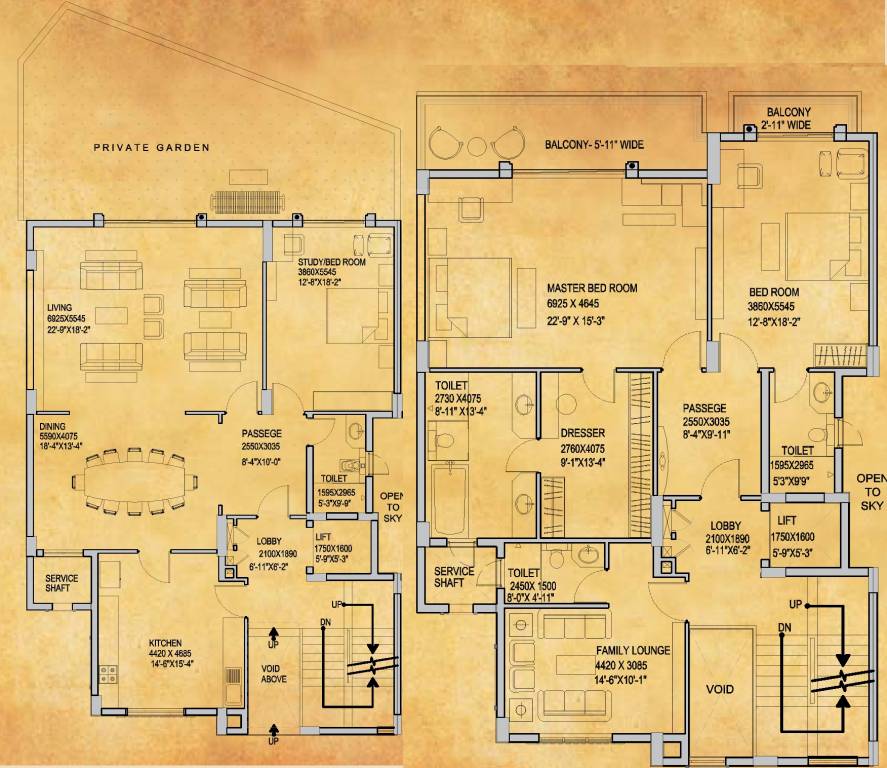 PRIVATE GARDEN
STUDY/BED ROOM
3860X5545
12'-8"X18'-2"
LIVING
6925X5545
22'-9"X18'-2"
DINING
5590X4075
18'-4"X13'-4"
PASSEGE
2550X3035
8'-4"X10'-0"
TOILET
1595X2965
5'-3"X9'-9"
OPEN
TO
SKY
LOBBY
2100X1890
6'-11"X6'-2"
LIFT
1750X1600
5'-9"X5'-3"
SERVICE
SHAFT
KITCHEN
4420 X 4685
14'-6"X15'-4"
UP
DN
UP
VOID
ABOVE
UP
BALCONY- 5'-11" WIDE
BALCONY
2'-11" WIDE
MASTER BED ROOM
6925 X 4645
22'-9" X 15'-3"
BED ROOM
3860X5545
12'-8"X18'-2"
TOILET
2730 X4075
8'-11" X13'-4"
DRESSER
2760X4075
9'-1"X13'-4"
PASSEGE
2550X3035
8'-4"X9'-11"
TOILET
1595X2965
5'3"X9'9"
OPEN
TO
SKY
LOBBY
2100X1890
6'-11"X6'-2"
LIFT
1750X1600
5'-9"X5'-3"
SERVICE
SHAFT
TOILET
2450X 1500
8'-0"X 4'-11"
FAMILY LOUNGE
4420 X 3085
14'-6"X10'-1"
UP
DN
VOID